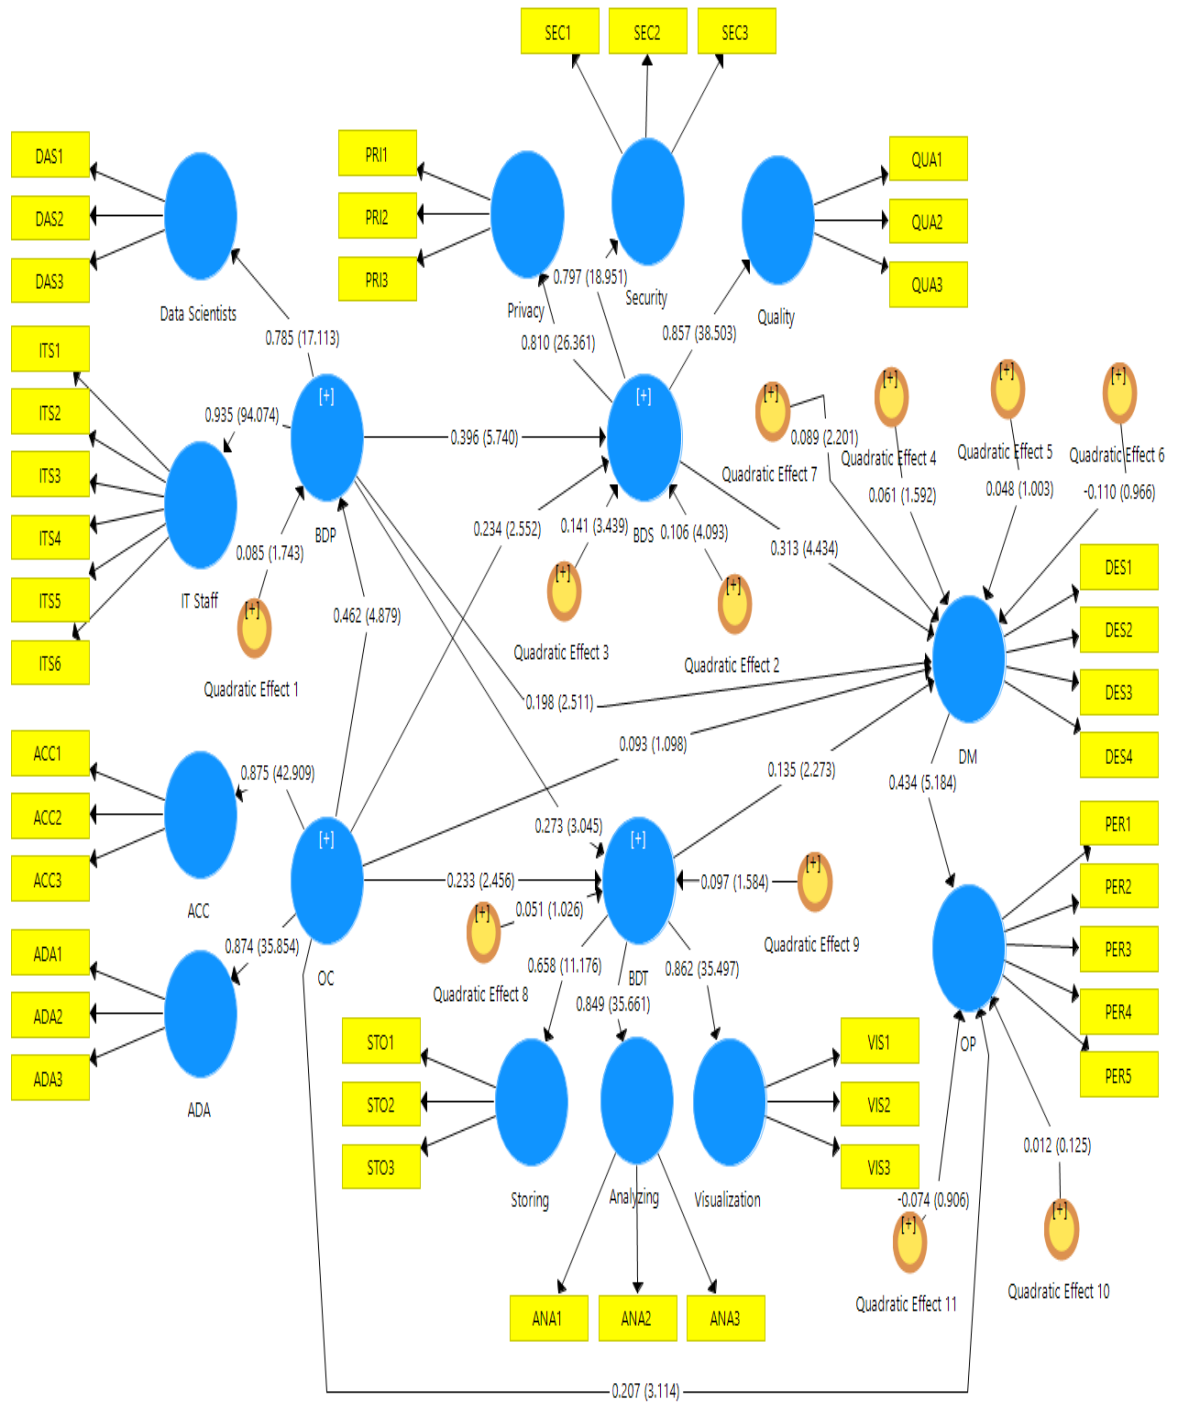 SEC1
SEC2
SEC3
DAS1
DAS2
DAS3
Data Scientists
PRI1
PRI2
PRI3
Privacy
Security
Quality
QUA1
QUA2
QUA3
0.797 (18.951)
0.810 (26.361)
0.857 (38.503)
0.785 (17.113)
ITS1
ITS2
ITS3
ITS4
ITS5
ITS6
IT Staff
0.935 (94.074)
[+]
BDP
0.085 (1.743)
[+]
Quadratic Effect 1
0.396 (5.740)
[+]
BDS
0.234 (2.552)
0.141 (3.439)
0.106 (4.093)
[+]
Quadratic Effect 3
[+]
Quadratic Effect 2
0.313 (4.434)
[+]
0.089 (2.201)
Quadratic Effect 7
[+]
Quadratic Effect 4
0.061 (1.592)
[+]
Quadratic Effect 5
0.048 (1.003)
[+]
Quadratic Effect 6
-0.110 (0.966)
DES1
DES2
DES3
DES4
DM
0.462 (4.879)
0.198 (2.511)
0.093 (1.098)
0.135 (2.273)
0.434 (5.184)
ACC1
ACC2
ACC3
ACC
0.875 (42.909)
[+]
OC
0.874 (35.854)
ADA1
ADA2
ADA3
ADA
0.273 (3.045)
0.233 (2.456)
[+]
BDT
0.051 (1.026)
[+]
Quadratic Effect 8
0.097 (1.584)
[+]
Quadratic Effect 9
0.658 (11.176)
0.849 (35.661)
0.862 (35.497)
STO1
STO2
STO3
Storing
Analyzing
Visualization
VIS1
VIS2
VIS3
ANA1
ANA2
ANA3
PER1
PER2
PER3
PER4
PER5
OP
-0.074 (0.906)
[+]
Quadratic Effect 11
0.012 (0.125)
[+]
Quadratic Effect 10
0.207 (3.114)